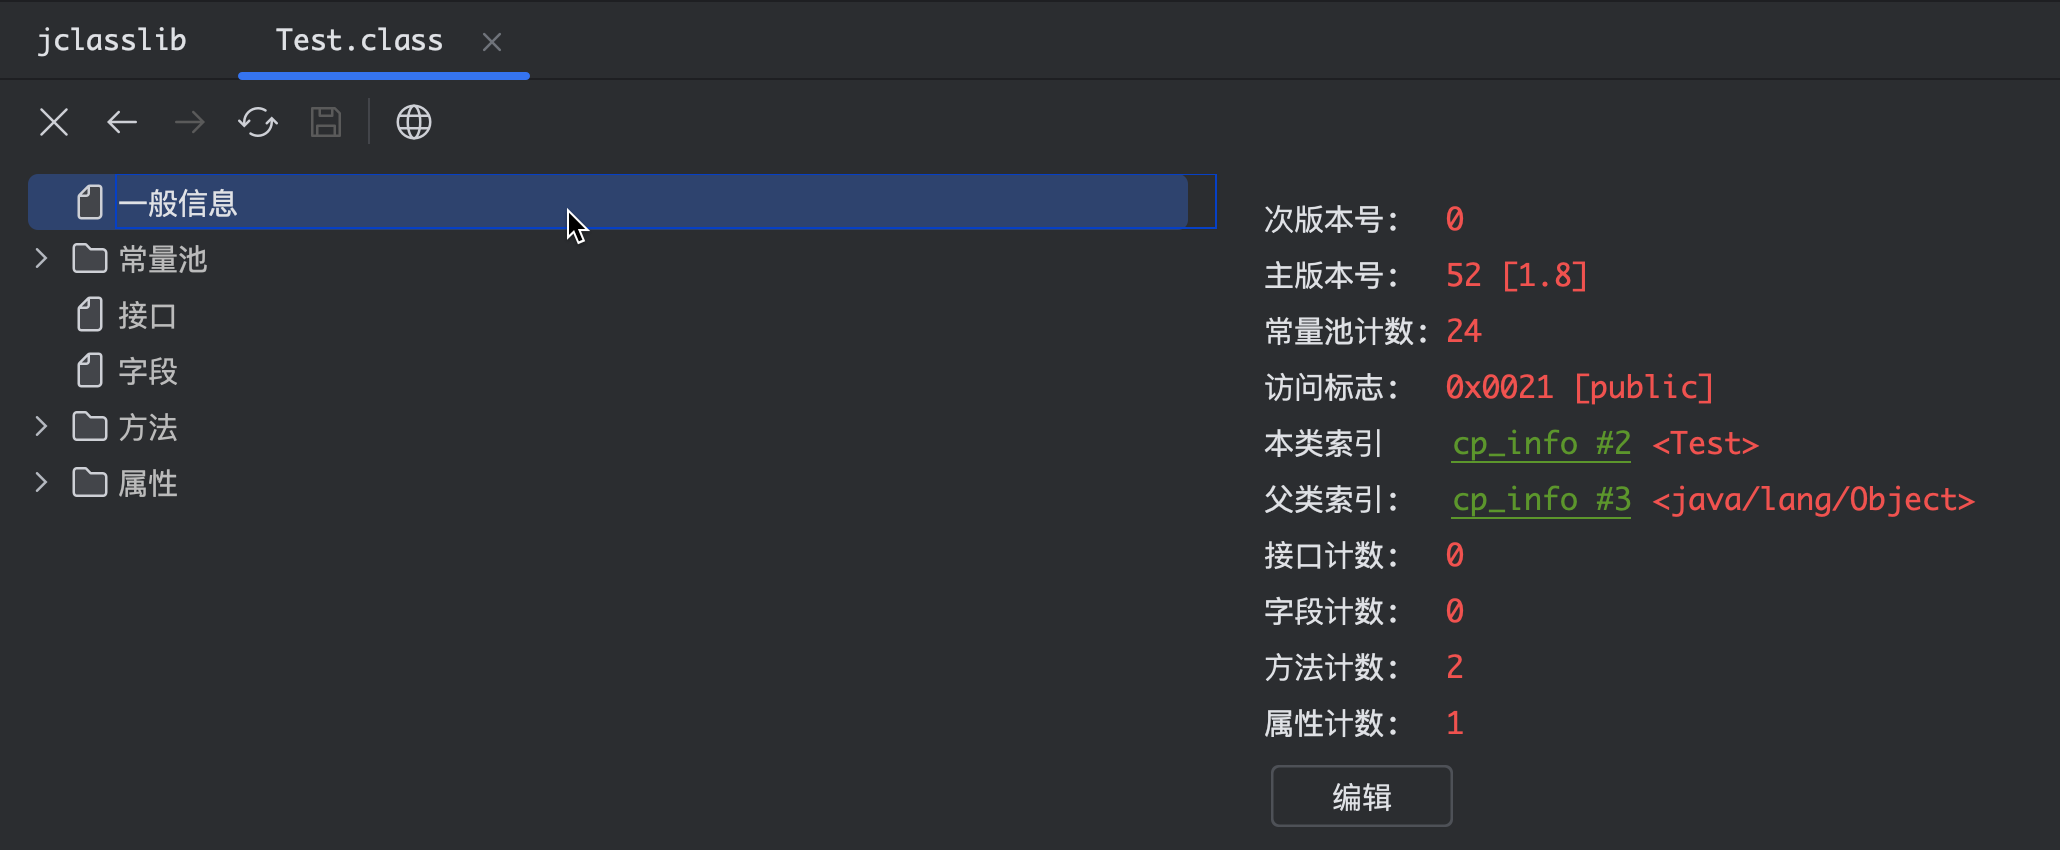 jclasslib Test.class
一般信息
常量池
接口
字段
方法
属性
次版本号: 0
主版本号: 52 [1.8]
常量池计数: 24
访问标志: 0x0021 [public]
本类索引 cp_info #2 <Test>
父类索引: cp_info #3 <java/lang/Object>
接口计数: 0
字段计数: 0
方法计数: 2
属性计数: 1
编辑